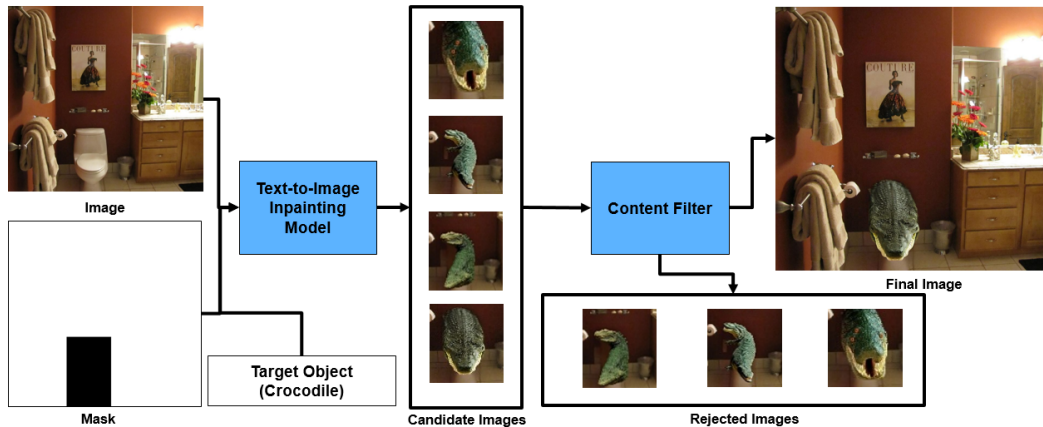 COUTURE
Image
Mask
Target Object
(Crocodile)
Text-to-Image
Inpainting
Model
Candidate Images
Content Filter
Rejected Images
COUTURE
Final Image